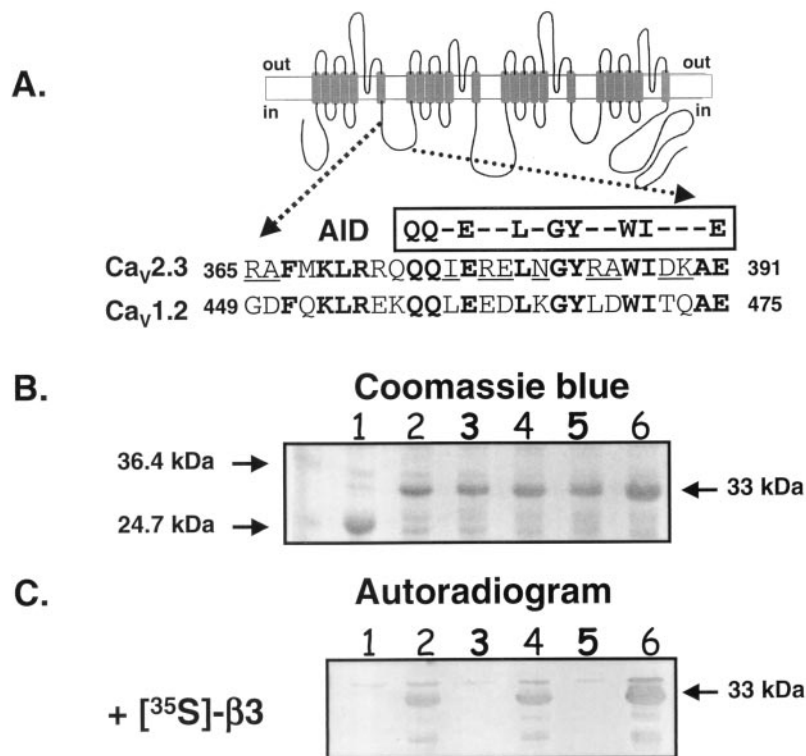 A.
out out
in in
AID QQ-E--L-GY--WI---E
Ca_V2.3 365 RAFMKLRRQQQIERELNGYRAWIDKAE 391
Ca_V1.2 449 GDFQKLREKQQLEEDLKGYLDWITQAE 475
B.
Coomassie blue
1 2 3 4 5 6
36.4 kDa
33 kDa
24.7 kDa
C.
Autoradiogram
1 2 3 4 5 6
33 kDa
+ [³⁵S]-β3